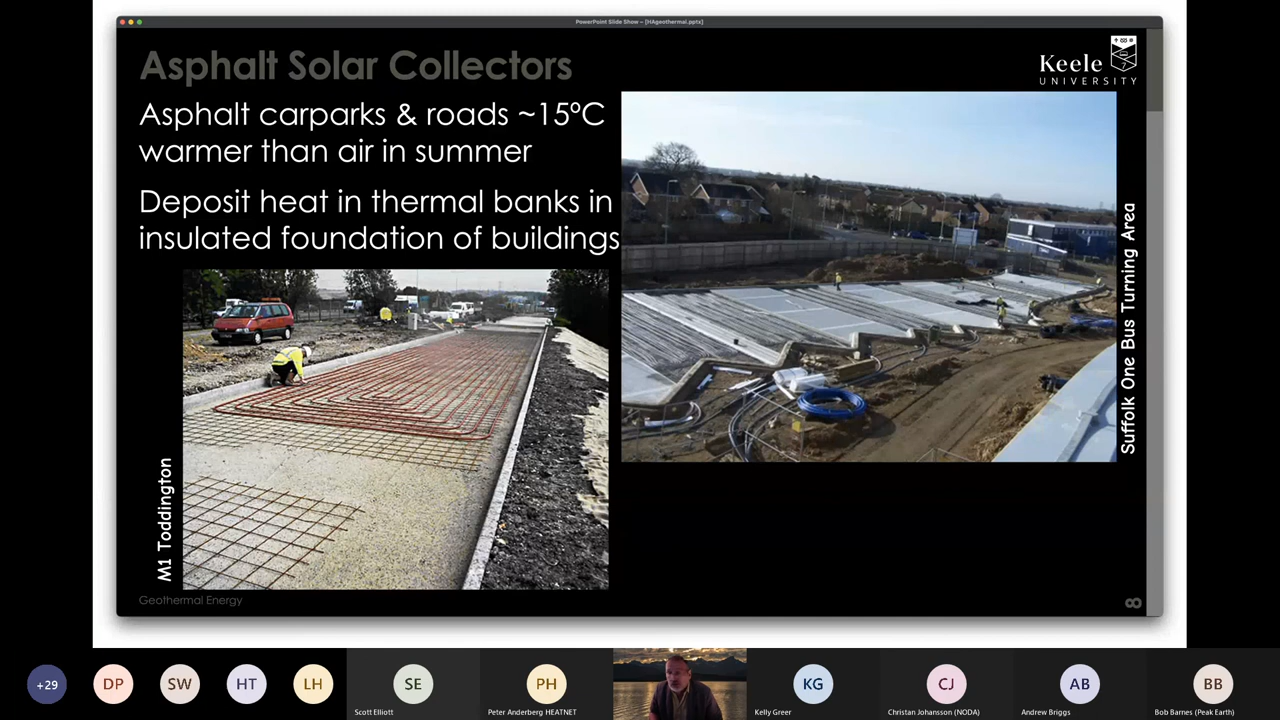 PowerPoint Slide Show - [HAgeothermal.ppts]
Asphalt Solar Collectors
Keele
UNIVERSITY
Asphalt carparks & roads ~15ºC
warmer than air in summer
Deposit heat in thermal banks in
insulated foundation of buildings
M1 Toddington
Suffolk One Bus Turning Area
Geothermal Energy
8
+29
DP
SW
HT
LH
SE
Scott Elliott
PH
Peter Anderberg HEATNET
KG
Kelly Greer
CJ
Christan Johansson (NODA)
AB
Andrew Briggs
BB
Bob Barnes (Peak Earth)